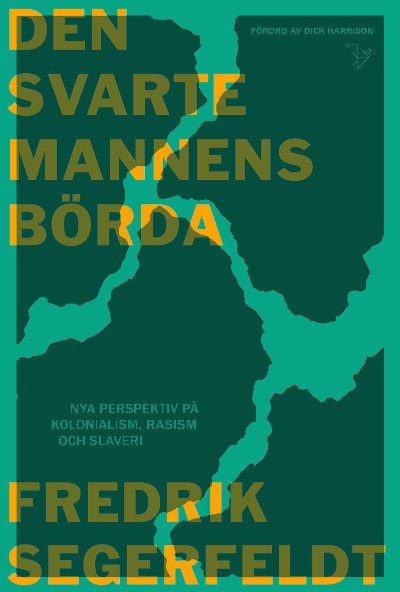 FÖRORD AV DICK HARRISON
DEN
SVARTE
MANNENS
BÖRDA
NYA PERSPEKTIV PÅ
KOLONIALISM, RASISM
OCH SLAVERI
FREDRIK
SEGERFELDT